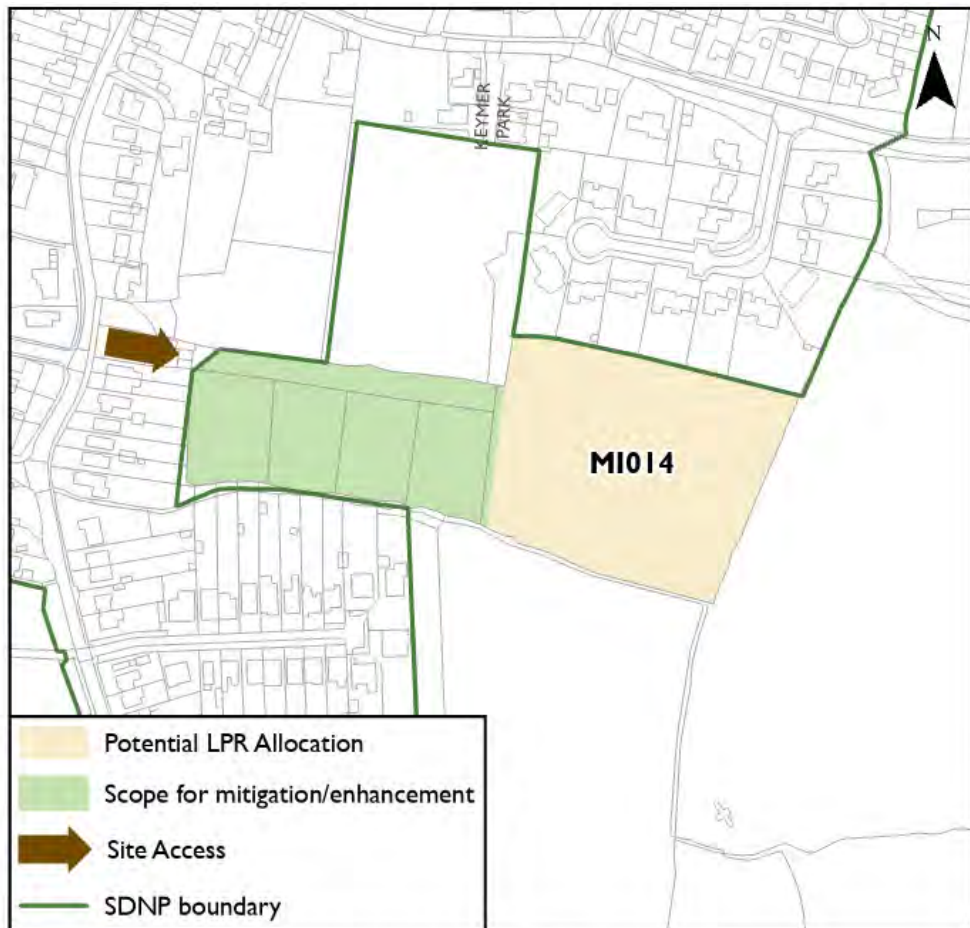 N
KEYMER
PARK
MI014
Potential LPR Allocation
Scope for mitigation/enhancement
Site Access
SDNP boundary